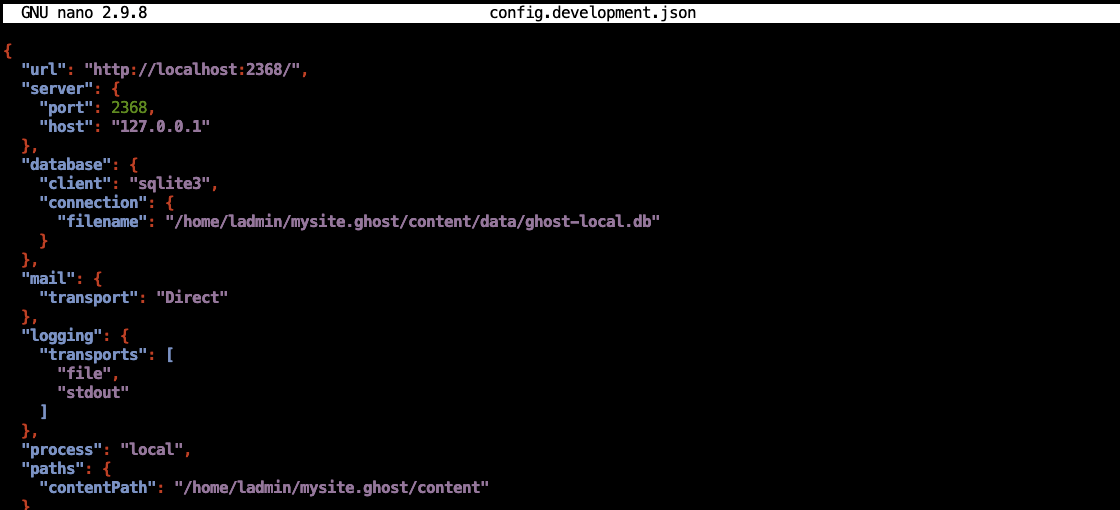 GNU nano 2.9.8 config.development.json
{
  "url": "http://localhost:2368/",
  "server": {
    "port": 2368,
    "host": "127.0.0.1"
  },
  "database": {
    "client": "sqlite3",
    "connection": {
      "filename": "/home/ladmin/mysite.ghost/content/data/ghost-local.db"
    }
  },
  "mail": {
    "transport": "Direct"
  },
  "logging": {
    "transports": [
      "file",
      "stdout"
    ]
  },
  "process": "local",
  "paths": {
    "contentPath": "/home/ladmin/mysite.ghost/content"
  }